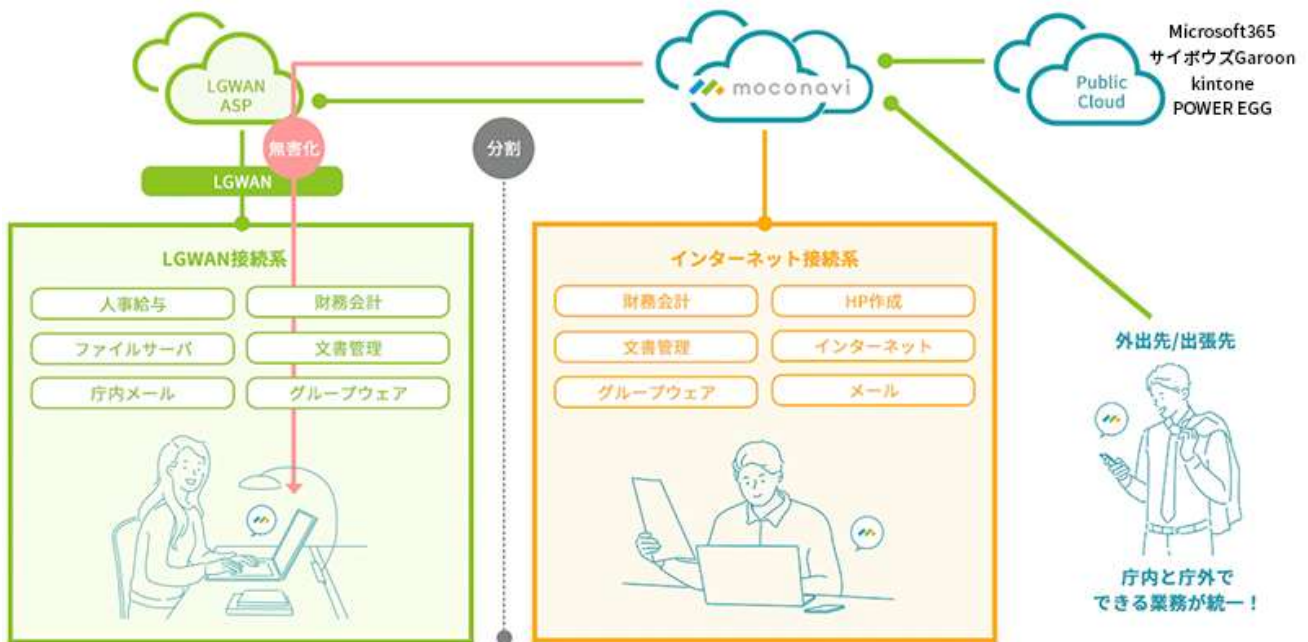 LGWAN
ASP
moconavi
Public
Cloud
Microsoft365
サイボウズGaroon
kintone
POWER EGG
無害化
分割
LGWAN
LGWAN接続系
人事給与
財務会計
ファイルサーバ
文書管理
庁内メール
グループウェア
インターネット接続系
財務会計
HP作成
文書管理
インターネット
グループウェア
メール
外出先/出張先
庁内と庁外で
できる業務が統一！